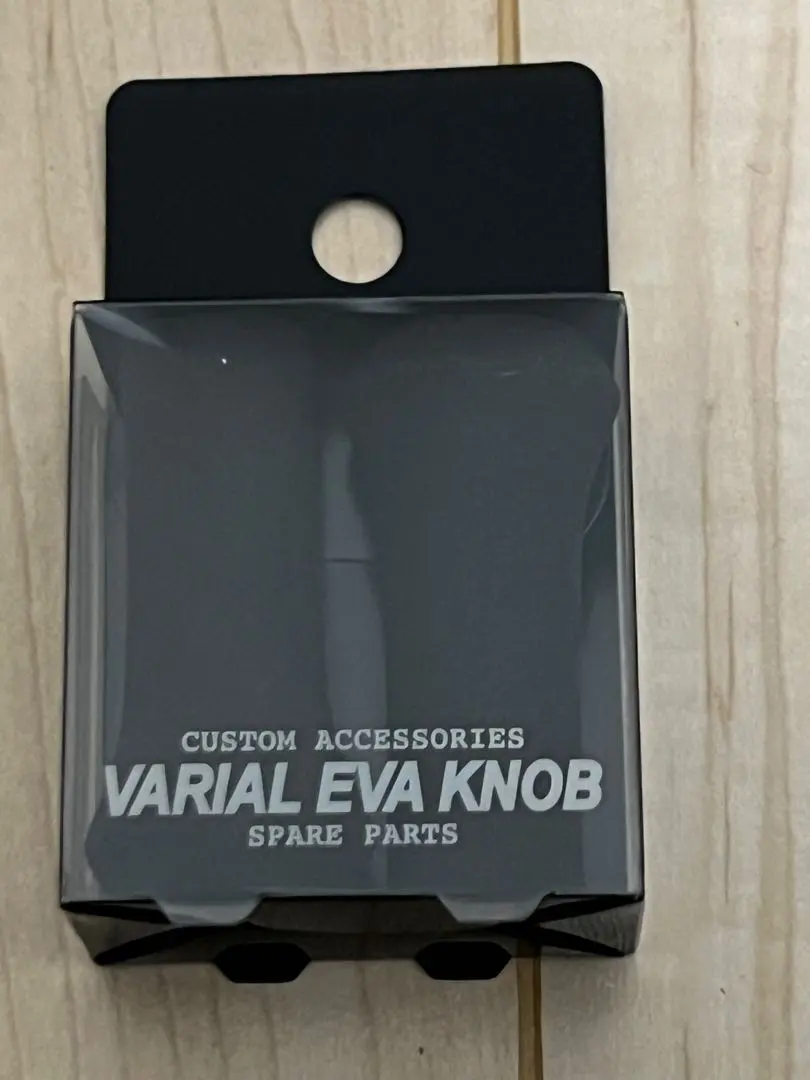 CUSTOM ACCESSORIES
VARIAL EVA KNOB
SPARE PARTS